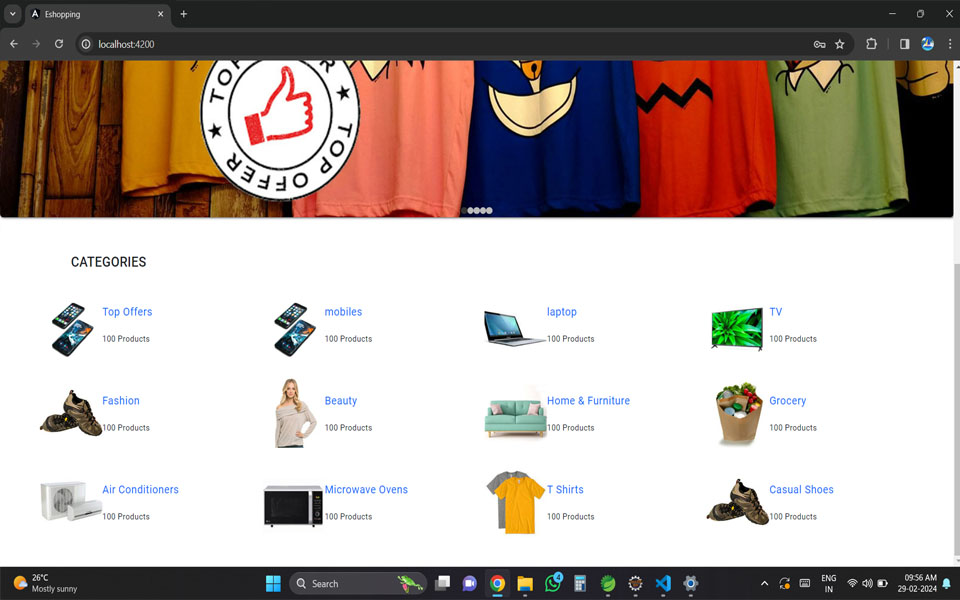 Eshopping
localhost:4200
TOP OFFER
TOP OFFER
CATEGORIES
Top Offers
100 Products
mobiles
100 Products
laptop
100 Products
TV
100 Products
Fashion
100 Products
Beauty
100 Products
Home & Furniture
100 Products
Grocery
100 Products
Air Conditioners
100 Products
Microwave Ovens
100 Products
T Shirts
100 Products
Casual Shoes
100 Products
26°C
Mostly sunny
Search
4
ENG
IN
09:56 AM
29-02-2024